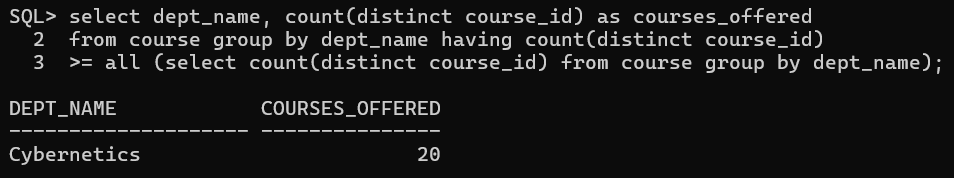 SQL> select dept_name, count(distinct course_id) as courses_offered
  2  from course group by dept_name having count(distinct course_id)
  3  >= all (select count(distinct course_id) from course group by dept_name);
DEPT_NAME            COURSES_OFFERED
-------------------- ---------------
Cybernetics                       20